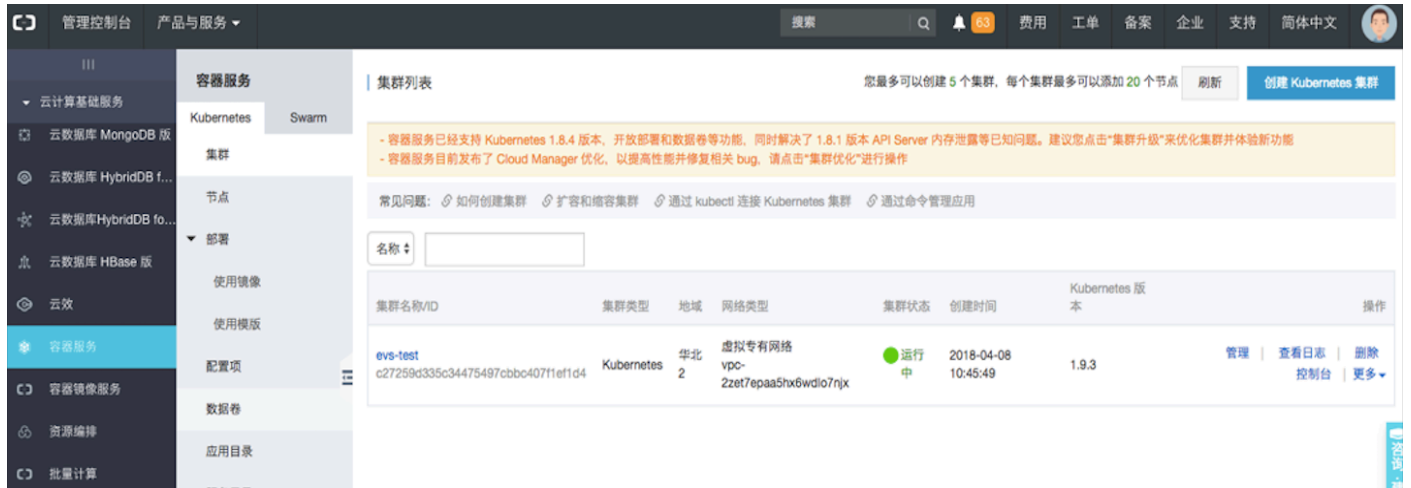 管理控制台 产品与服务 搜索 63 费用 工单 备案 企业 支持 简体中文
云计算基础服务
云数据库 MongoDB 版
云数据库 HybridDB f...
云数据库HybridDB fo...
云数据库 HBase 版
云效
容器服务
容器镜像服务
资源编排
批量计算
容器服务
Kubernetes Swarm
集群
节点
部署
使用镜像
使用模版
配置项
数据卷
应用目录
集群列表
您最多可以创建 5 个集群，每个集群最多可以添加 20 个节点 刷新 创建 Kubernetes 集群
- 容器服务已经支持 Kubernetes 1.8.4 版本，开放部署和数据卷等功能，同时解决了 1.8.1 版本 API Server 内存泄露等已知问题。建议您点击“集群升级”来优化集群并体验新功能
- 容器服务目前发布了 Cloud Manager 优化，以提高性能并修复相关 bug，请点击“集群优化”进行操作
常见问题： 如何创建集群 扩容和缩容集群 通过 kubectl 连接 Kubernetes 集群 通过命令管理应用
名称
集群名称/ID 集群类型 地域 网络类型 集群状态 创建时间 Kubernetes 版本 操作
evs-test
c27259d335c34475497cbbc407f1ef1d4
Kubernetes
华北
2
虚拟专有网络
vpc-
2zet7epaa5hx6wdlo7njx
运行
中
2018-04-08
10:45:49
1.9.3
管理 查看日志 删除
控制台 更多
咨询